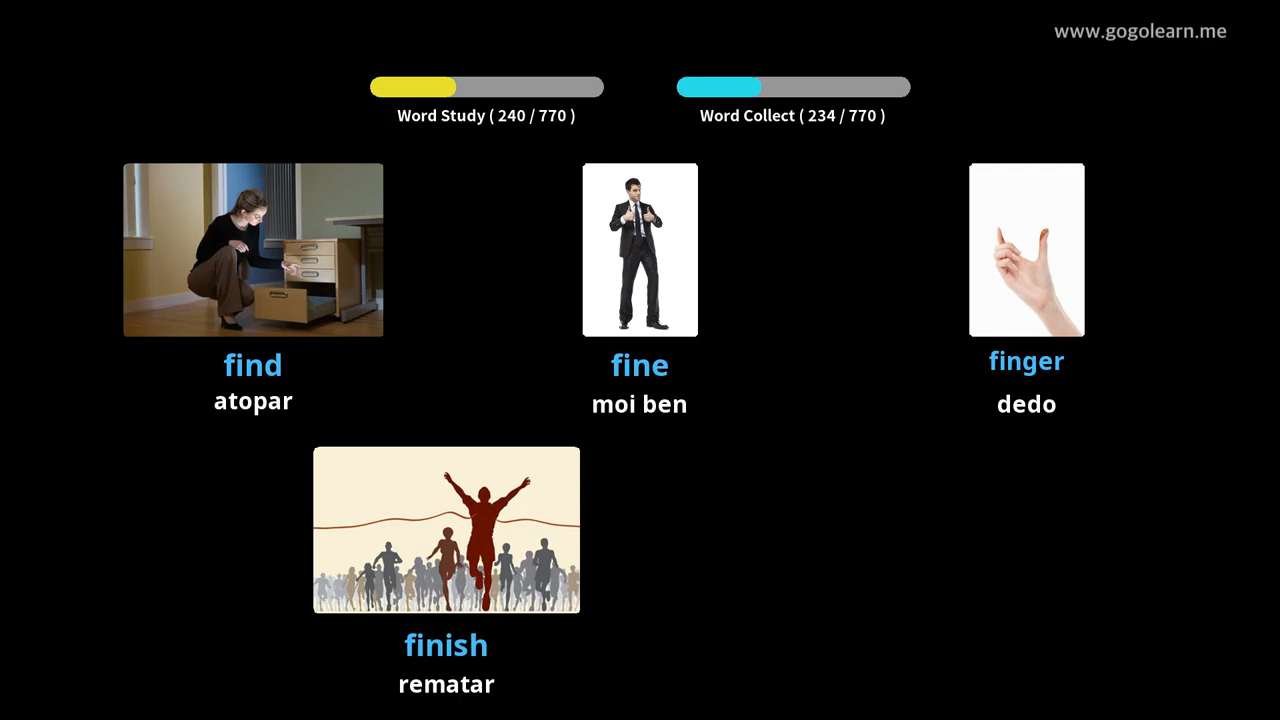 www.gogolearn.me
Word Study ( 240 / 770 )
Word Collect ( 234 / 770 )
find
fine
finger
atopar
moi ben
dedo
finish
rematar